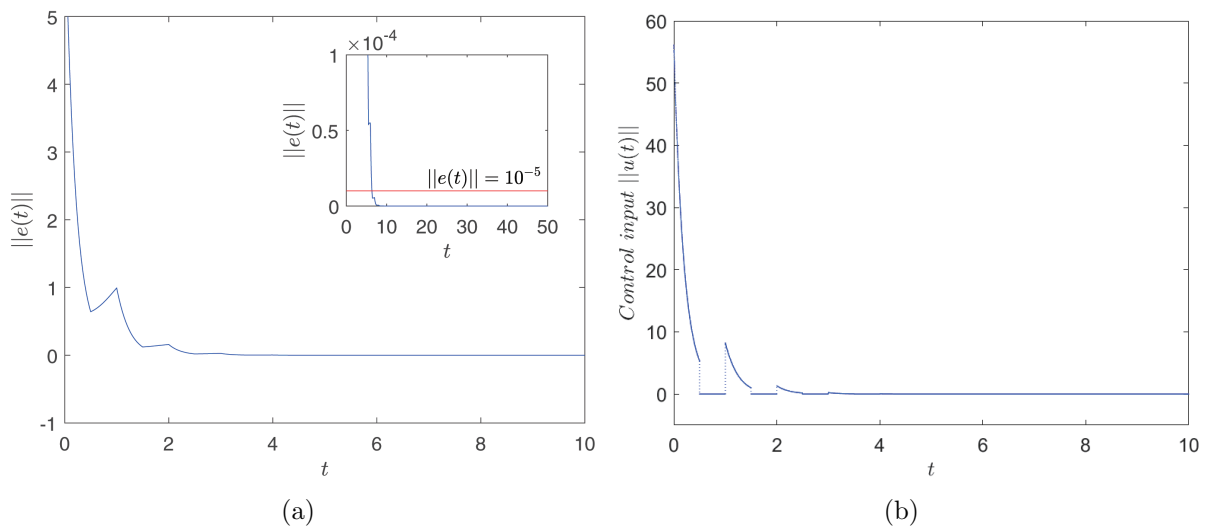 5
4
3
2
1
0
-1
||e(t)||
0 2 4 6 8 10
t
×10⁻⁴
1
0.5
0
||e(t)||
||e(t)|| = 10⁻⁵
0 10 20 30 40 50
t
(a)
60
50
40
30
20
10
0
Control input ||u(t)||
0 2 4 6 8 10
t
(b)